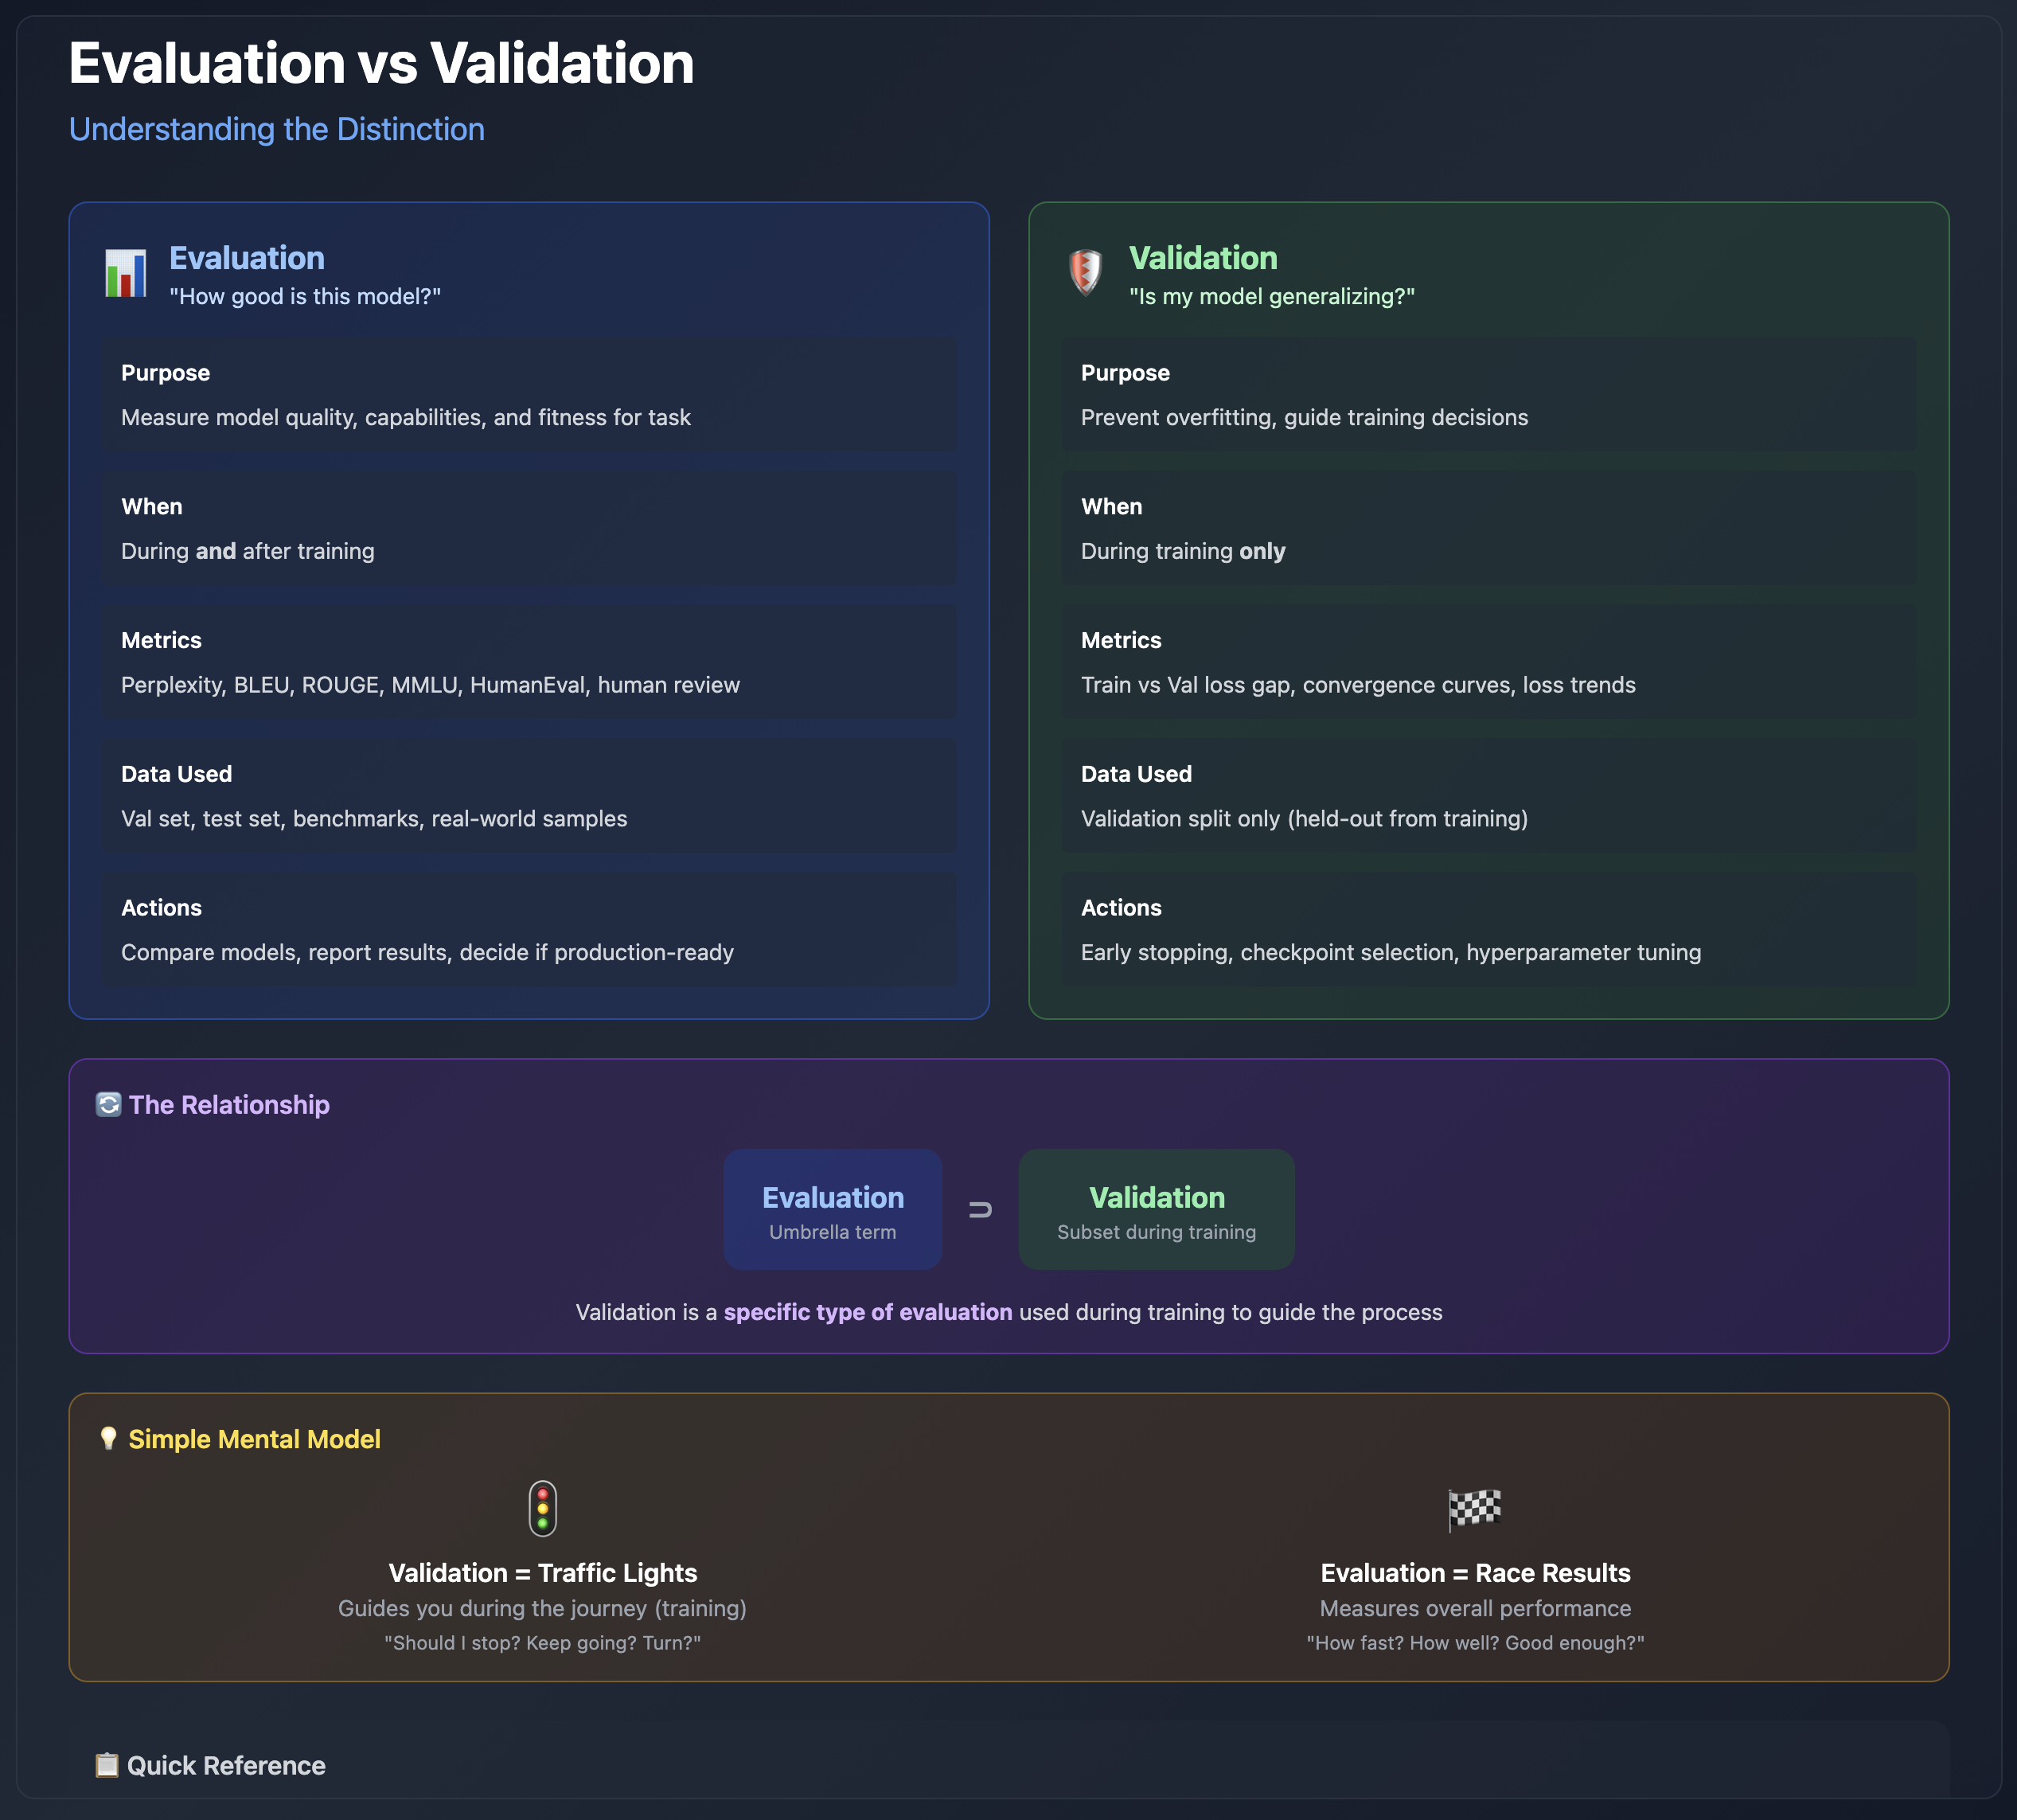 Evaluation vs Validation
Understanding the Distinction
Evaluation
"How good is this model?"
Purpose
Measure model quality, capabilities, and fitness for task
When
During and after training
Metrics
Perplexity, BLEU, ROUGE, MMLU, HumanEval, human review
Data Used
Val set, test set, benchmarks, real-world samples
Actions
Compare models, report results, decide if production-ready
Validation
"Is my model generalizing?"
Purpose
Prevent overfitting, guide training decisions
When
During training only
Metrics
Train vs Val loss gap, convergence curves, loss trends
Data Used
Validation split only (held-out from training)
Actions
Early stopping, checkpoint selection, hyperparameter tuning
The Relationship
Evaluation
Umbrella term
⊃
Validation
Subset during training
Validation is a specific type of evaluation used during training to guide the process
Simple Mental Model
Validation = Traffic Lights
Guides you during the journey (training)
"Should I stop? Keep going? Turn?"
Evaluation = Race Results
Measures overall performance
"How fast? How well? Good enough?"
Quick Reference